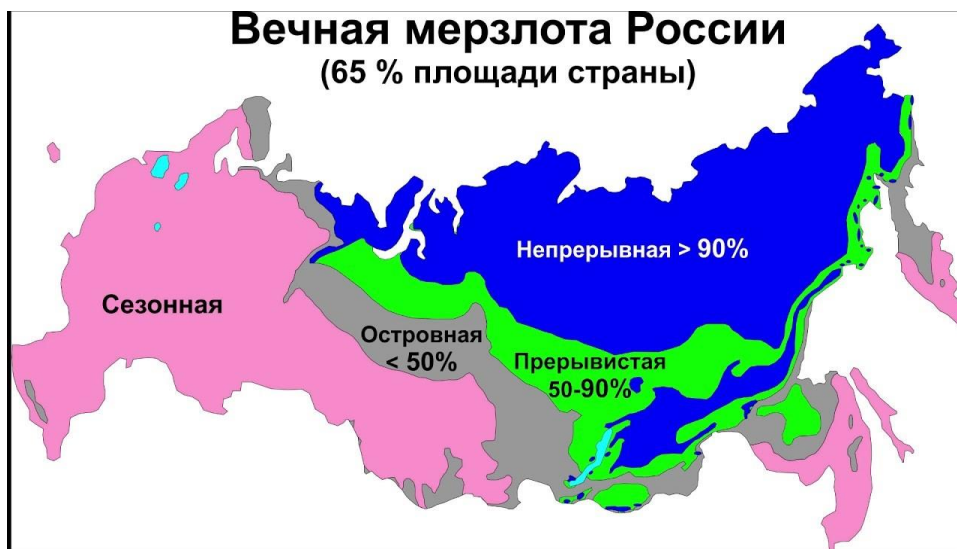 Вечная мерзлота России
(65 % площади страны)
Непрерывная > 90%
Сезонная
Островная
< 50%
Прерывистая
50-90%